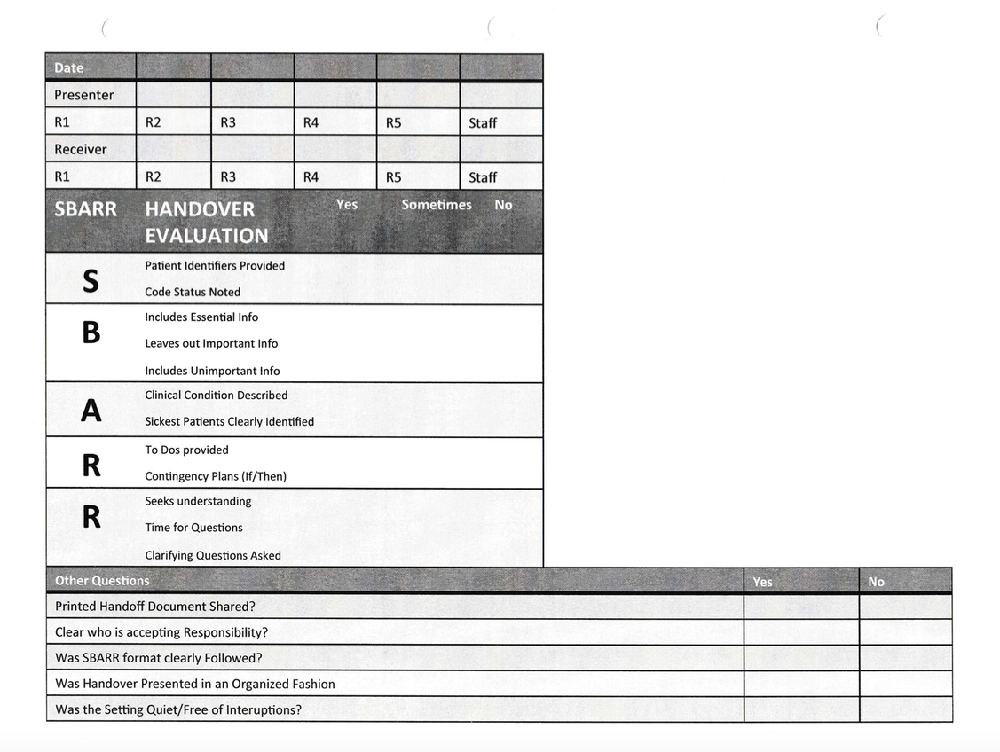 Date
Presenter
R1 R2 R3 R4 R5 Staff
Receiver
R1 R2 R3 R4 R5 Staff
SBARR HANDOVER EVALUATION Yes Sometimes No
S
Patient Identifiers Provided
Code Status Noted
B
Includes Essential Info
Leaves out Important Info
Includes Unimportant Info
A
Clinical Condition Described
Sickest Patients Clearly Identified
R
To Dos provided
Contingency Plans (If/Then)
R
Seeks understanding
Time for Questions
Clarifying Questions Asked
Other Questions Yes No
Printed Handoff Document Shared?
Clear who is accepting Responsibility?
Was SBARR format clearly Followed?
Was Handover Presented in an Organized Fashion
Was the Setting Quiet/Free of Interuptions?